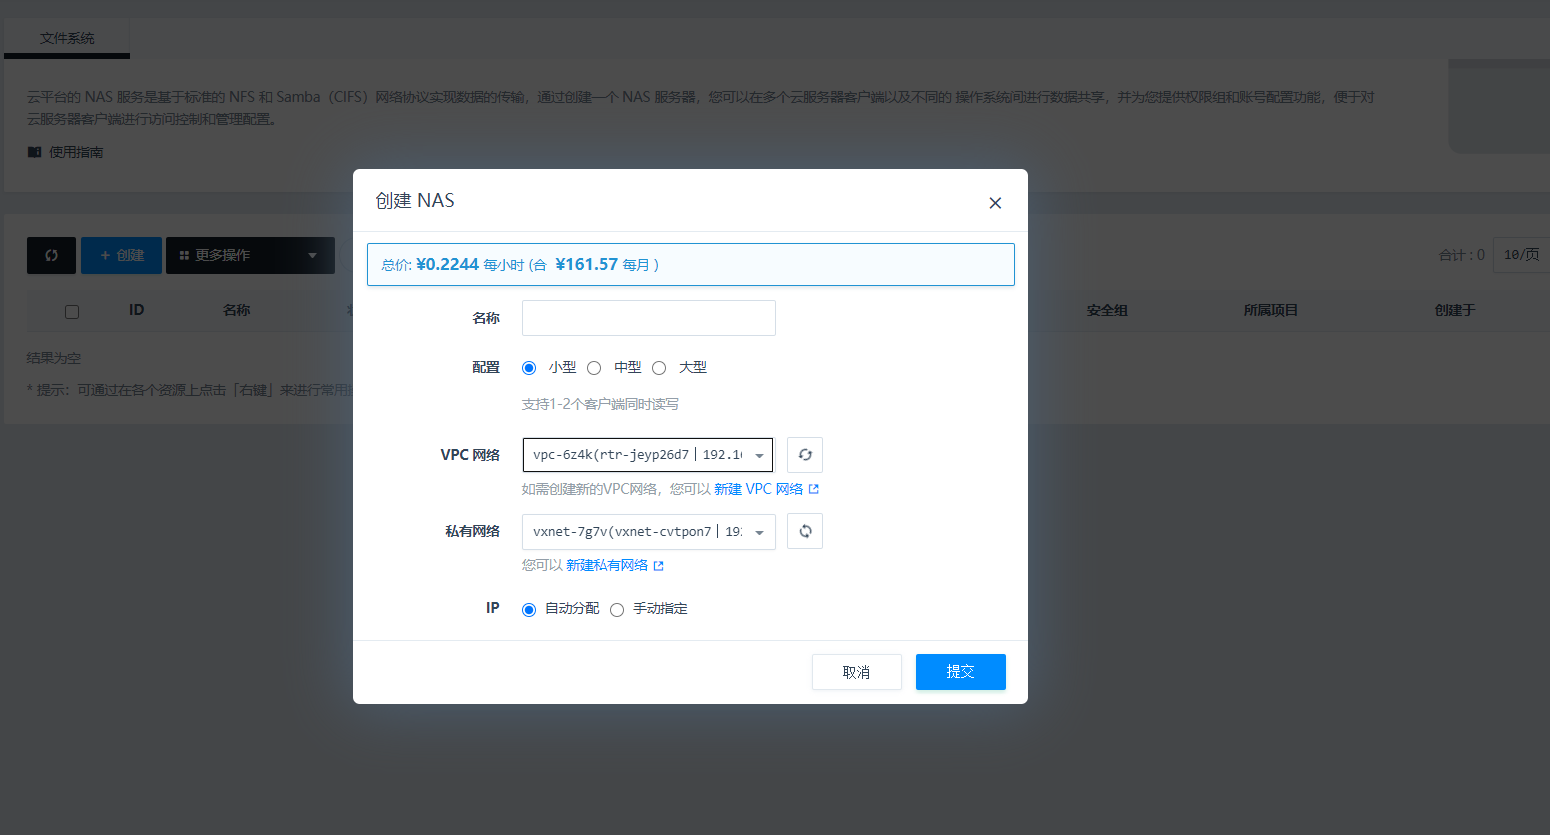 文件系统
云平台的 NAS 服务是基于标准的 NFS 和 Samba（CIFS）网络协议实现数据的传输，通过创建一个 NAS 服务器，您可以在多个云服务器客户端以及不同的 操作系统间进行数据共享，并为您提供权限组和账号配置功能，便于对
云服务器客户端进行访问控制和管理配置。
使用指南
创建 NAS
总价: ¥0.2244 每小时 (合 ¥161.57 每月 )
+ 创建 更多操作 合计 : 0 10/页
ID 名称 安全组 所属项目 创建于
名称
结果为空
配置 小型 中型 大型
* 提示：可通过在各个资源上点击「右键」来进行常用
支持1-2个客户端同时读写
VPC 网络 vpc-6z4k(rtr-jeyp26d7 | 192.1
如需创建新的VPC网络，您可以 新建 VPC 网络
私有网络 vxnet-7g7v(vxnet-cvtpon7 | 19
您可以 新建私有网络
IP 自动分配 手动指定
取消 提交